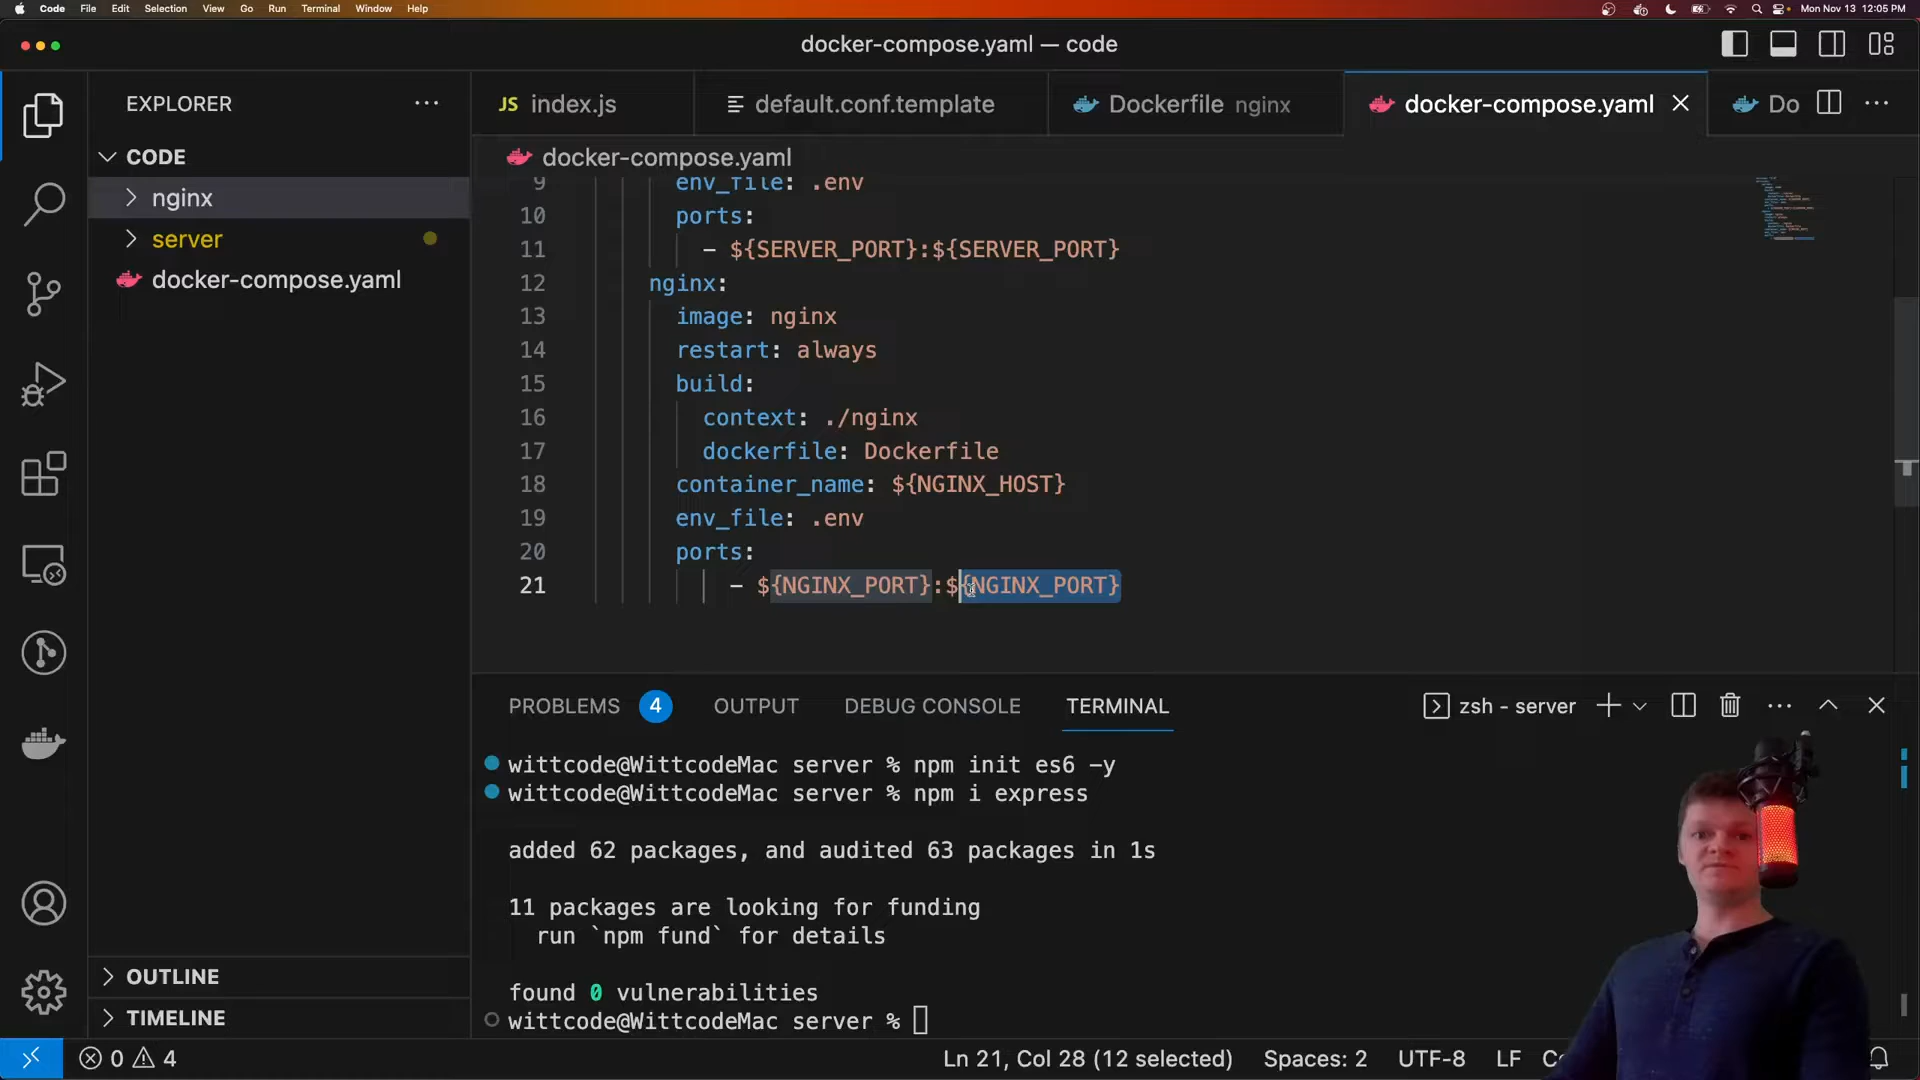 Code File Edit Selection View Go Run Terminal Window Help
Mon Nov 13 12:05 PM
docker-compose.yaml — code
EXPLORER
CODE
nginx
server
docker-compose.yaml
OUTLINE
TIMELINE
JS index.js
default.conf.template
Dockerfile nginx
docker-compose.yaml
Do
docker-compose.yaml
9 env_file: .env
10 ports:
11 - ${SERVER_PORT}:${SERVER_PORT}
12 nginx:
13 image: nginx
14 restart: always
15 build:
16 context: ./nginx
17 dockerfile: Dockerfile
18 container_name: ${NGINX_HOST}
19 env_file: .env
20 ports:
21 - ${NGINX_PORT}:${NGINX_PORT}
PROBLEMS 4 OUTPUT DEBUG CONSOLE TERMINAL
zsh - server
wittcode@WittcodeMac server % npm init es6 -y
wittcode@WittcodeMac server % npm i express
added 62 packages, and audited 63 packages in 1s
11 packages are looking for funding
run `npm fund` for details
found 0 vulnerabilities
wittcode@WittcodeMac server %
0 4
Ln 21, Col 28 (12 selected) Spaces: 2 UTF-8 LF